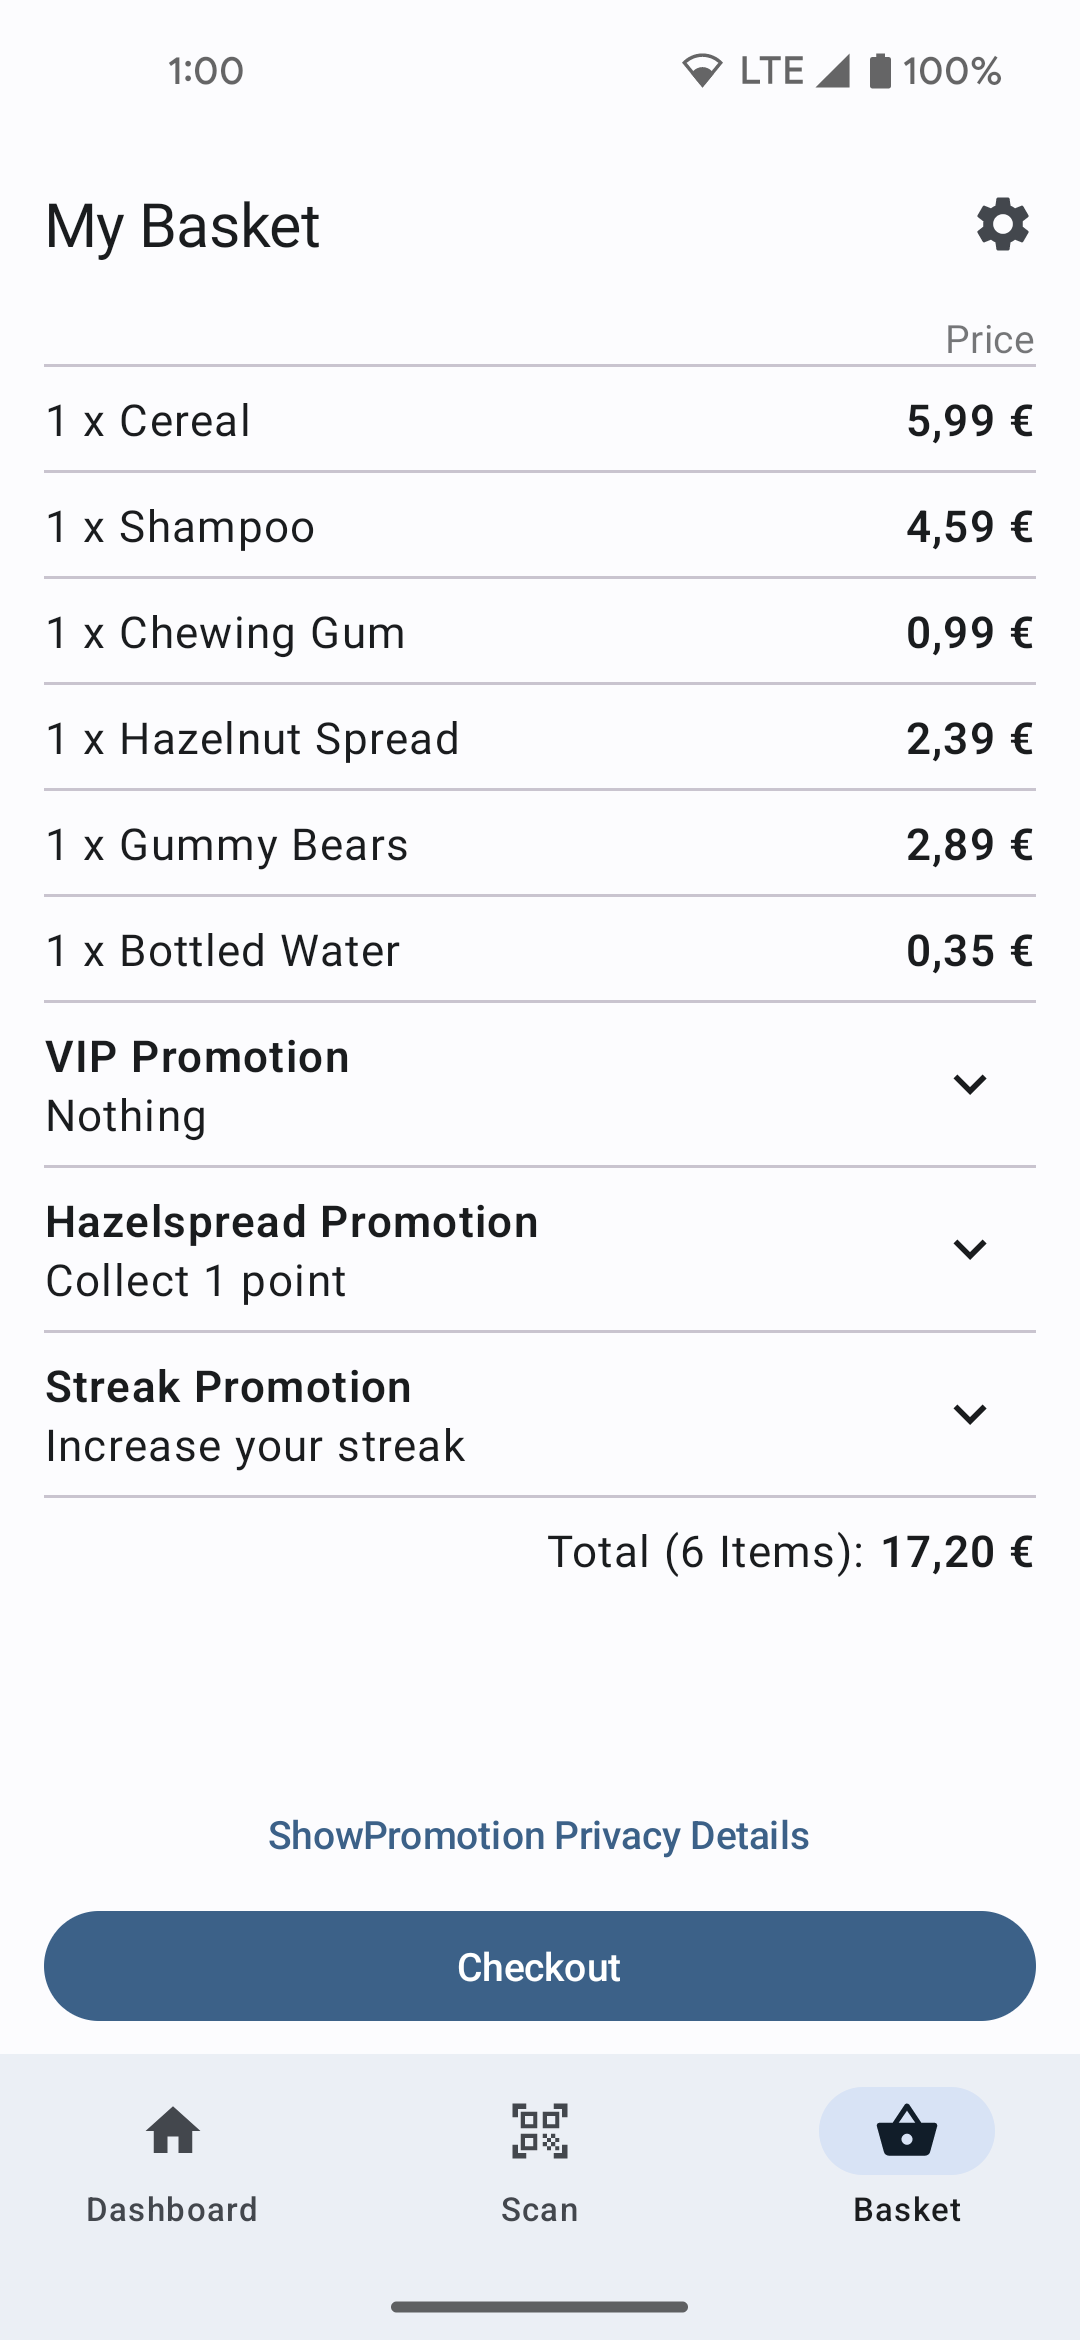 1:00 LTE 100%
My Basket
Price
1 x Cereal 5,99 €
1 x Shampoo 4,59 €
1 x Chewing Gum 0,99 €
1 x Hazelnut Spread 2,39 €
1 x Gummy Bears 2,89 €
1 x Bottled Water 0,35 €
VIP Promotion
Nothing
Hazelspread Promotion
Collect 1 point
Streak Promotion
Increase your streak
Total (6 Items): 17,20 €
ShowPromotion Privacy Details
Checkout
Dashboard Scan Basket